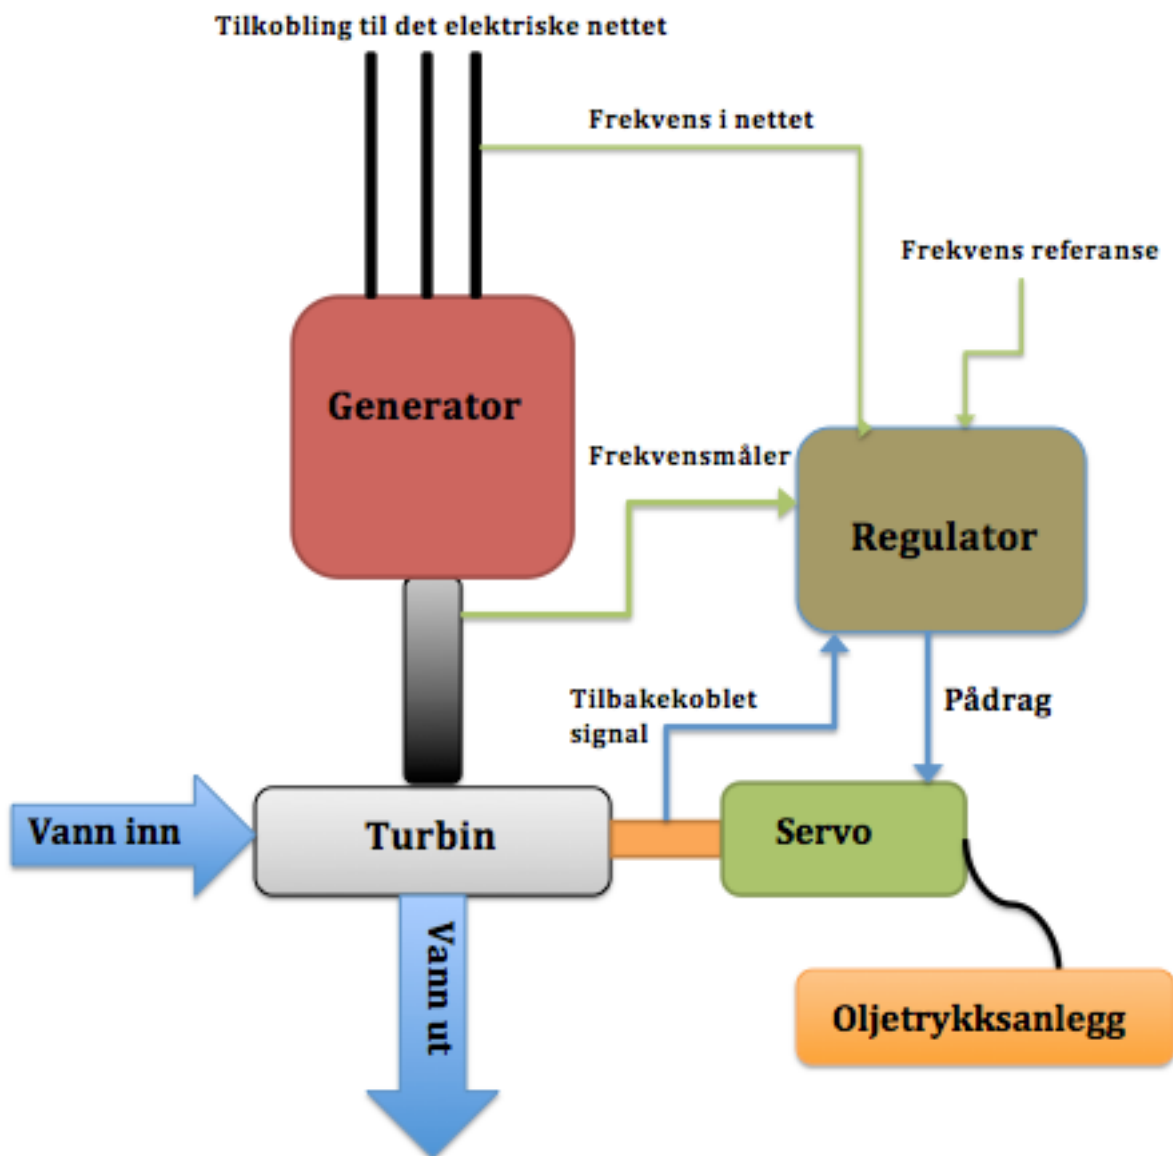 Tilkobling til det elektriske nettet
Frekvens i nettet
Frekvens referanse
Generator
Frekvensmåler
Regulator
Tilbakekoblet
signal
Pådrag
Vann inn
Turbin
Servo
Vann ut
Oljetrykksanlegg